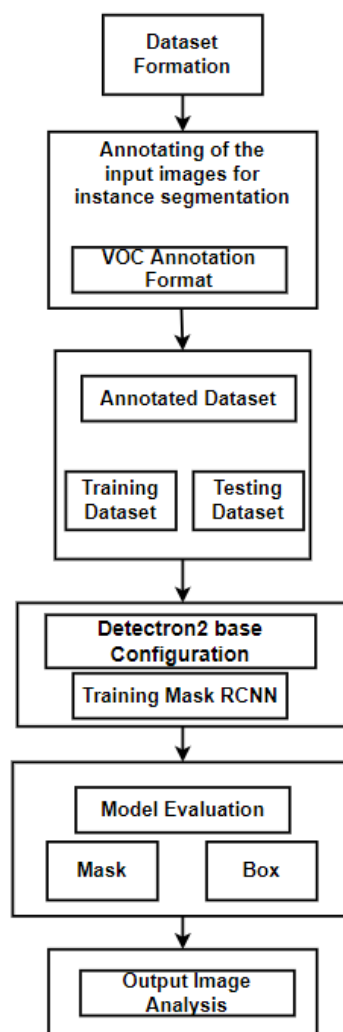 Dataset
Formation
Annotating of the
input images for
instance segmentation
VOC Annotation
Format
Annotated Dataset
Training
Dataset
Testing
Dataset
Detectron2 base
Configuration
Training Mask RCNN
Model Evaluation
Mask
Box
Output Image
Analysis